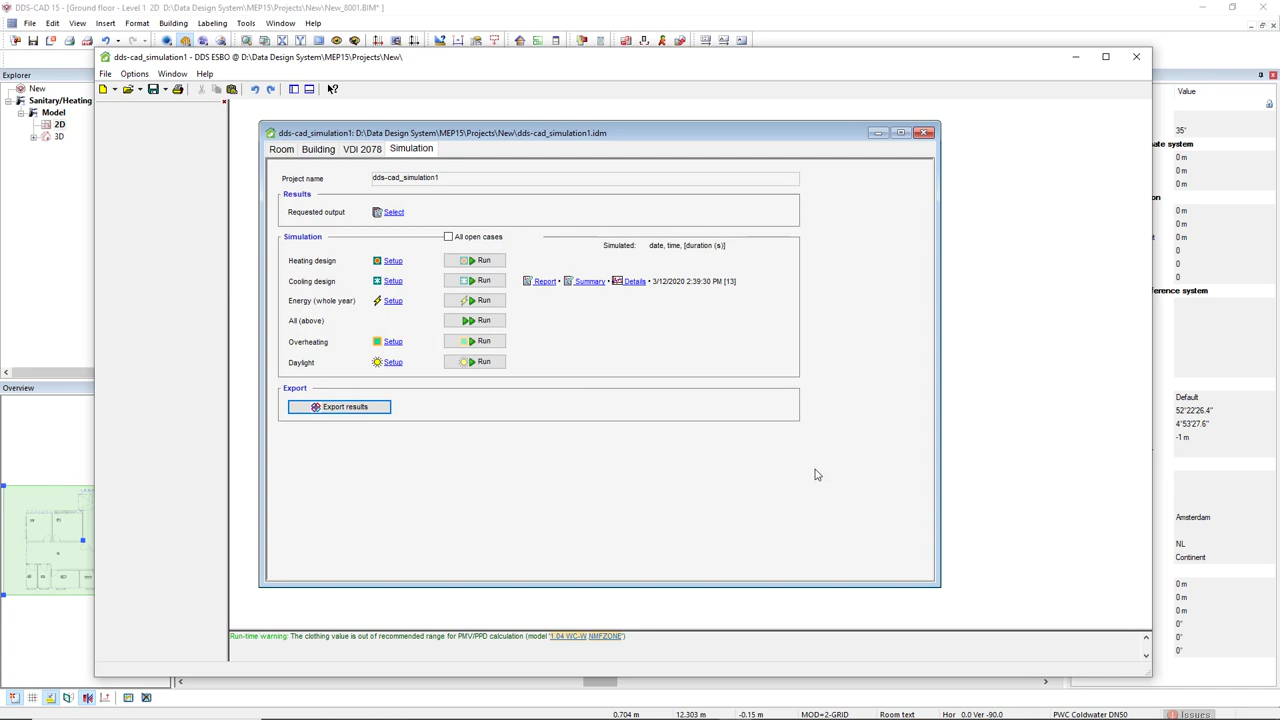 DDS-CAD 15 - [Ground floor - Level 1 2D D:\Data Design System\MEP15\Projects\New\New_8001.BIM*]
File Edit View Insert Format Building Labeling Tools Window Help
Explorer
New
Sanitary/Heating
Model
2D
3D
Overview
dds-cad_simulation1 - DDS ESBO @ D:\Data Design System\MEP15\Projects\New\
File Options Window Help
dds-cad_simulation1: D:\Data Design System\MEP15\Projects\New\dds-cad_simulation1.idm
Room Building VDI 2078 Simulation
Project name dds-cad_simulation1
Results
Requested output Select
Simulation All open cases
Simulated: date, time, [duration (s)]
Heating design Setup Run
Cooling design Setup Run Report • Summary • Details • 3/12/2020 2:39:30 PM [13]
Energy (whole year) Setup Run
All (above) Run
Overheating Setup Run
Daylight Setup Run
Export
Export results
Run-time warning: The clothing value is out of recommended range for PMV/PPD calculation (model '1.04 WC-W.NMFZONE')
Value
35°
ate system
0 m
0 m
0 m
on
0 m
0 m
0 m
0
0
0
ference system
Default
52°22'26.4"
4°53'27.6"
-1 m
Amsterdam
NL
Continent
0 m
0 m
0 m
0°
0°
0°
0.704 m 12.303 m -0.15 m MOD=2-GRID Room text Hor 0.0 Ver -90.0 PWC Coldwater DN50 Issues